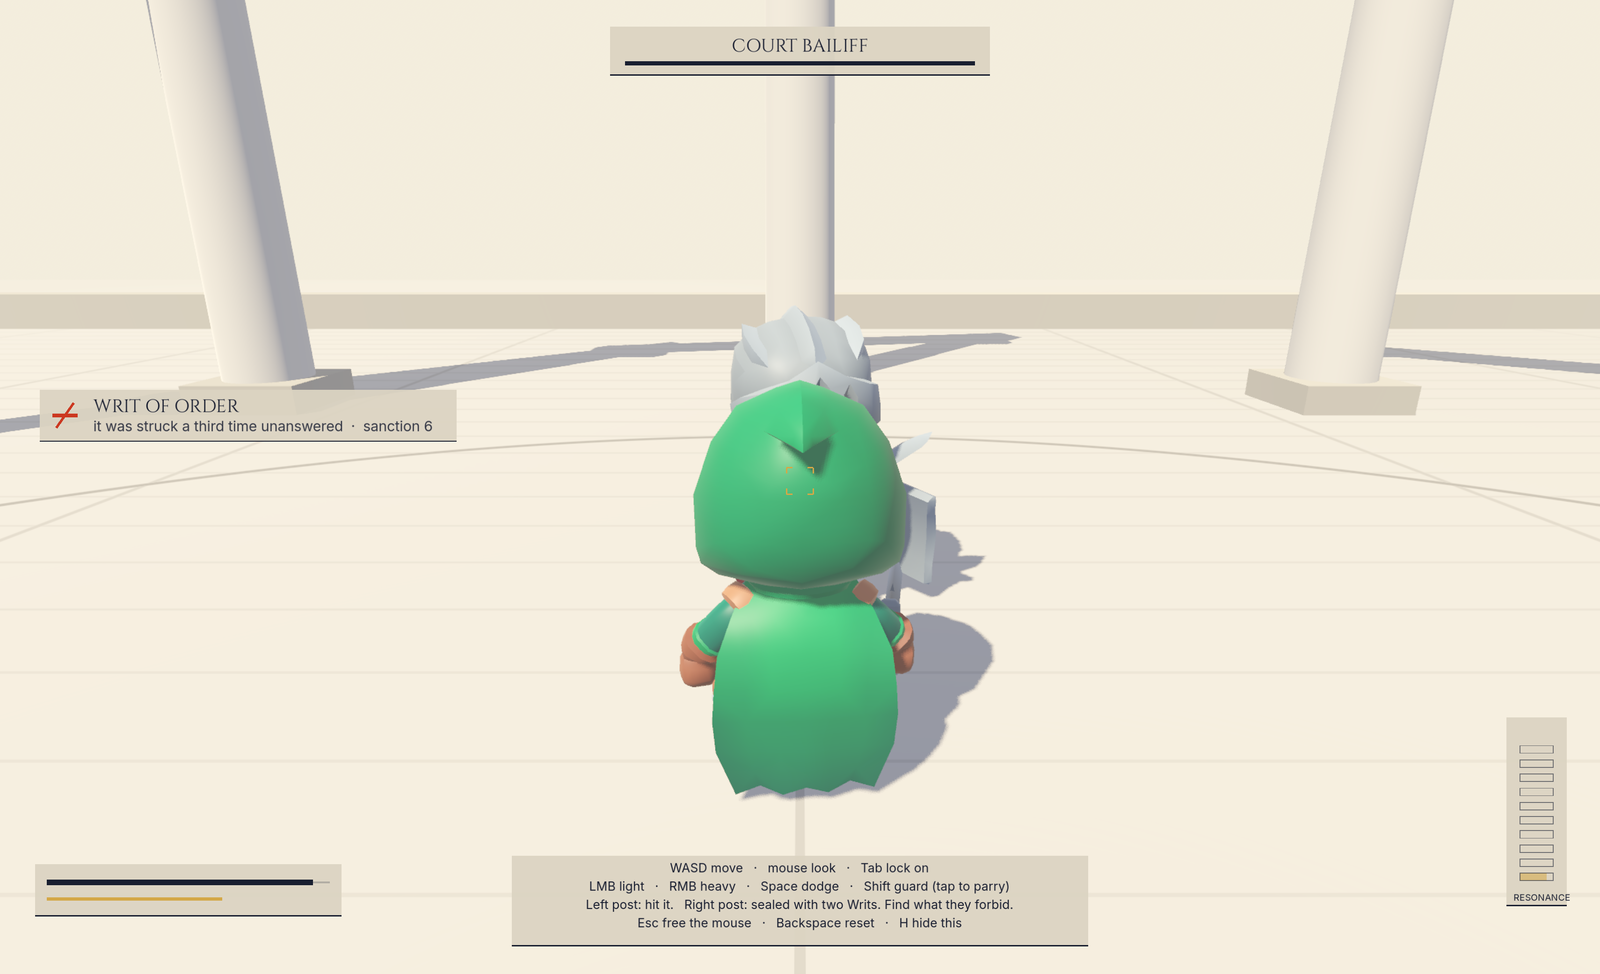 COURT BAILIFF
WRIT OF ORDER
it was struck a third time unanswered · sanction 6
WASD move · mouse look · Tab lock on
LMB light · RMB heavy · Space dodge · Shift guard (tap to parry)
Left post: hit it. Right post: sealed with two Writs. Find what they forbid.
Esc free the mouse · Backspace reset · H hide this
RESONANCE